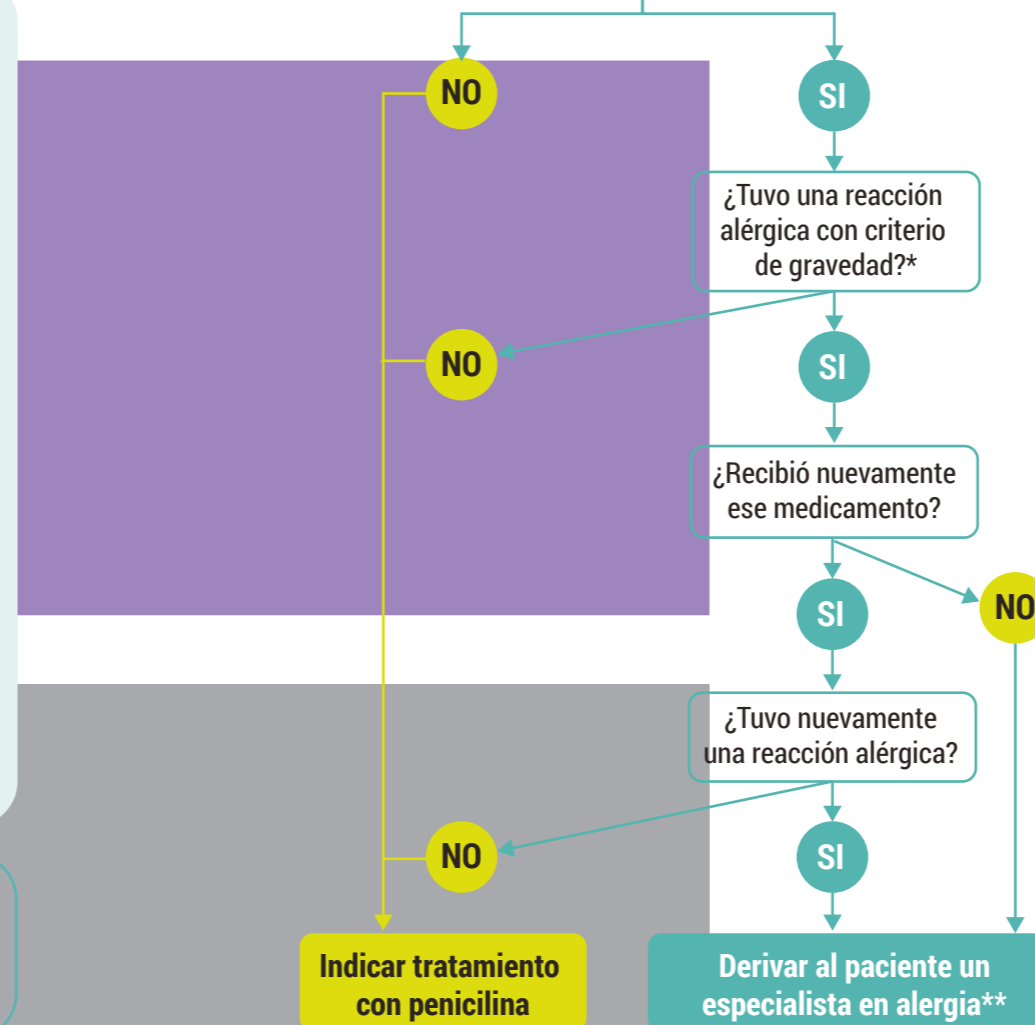 NO
SI
¿Tuvo una reacción
alérgica con criterio
de gravedad?*
NO
SI
¿Recibió nuevamente
ese medicamento?
SI
NO
¿Tuvo nuevamente
una reacción alérgica?
NO
SI
Indicar tratamiento
con penicilina
Derivar al paciente un
especialista en alergia**